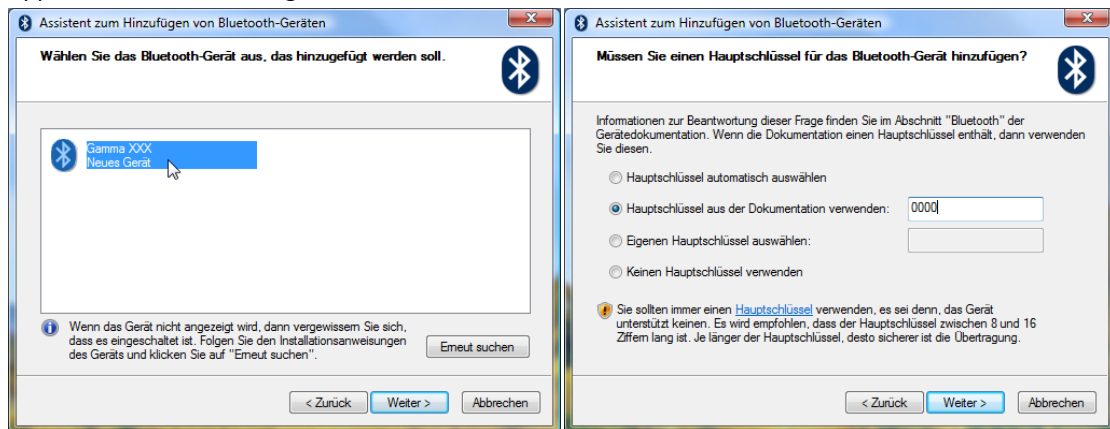 Assistent zum Hinzufügen von Bluetooth-Geräten
Wählen Sie das Bluetooth-Gerät aus, das hinzugefügt werden soll.
Gamma XXX
Neues Gerät
Wenn das Gerät nicht angezeigt wird, dann vergewissern Sie sich,
dass es eingeschaltet ist. Folgen Sie den Installationsanweisungen
des Geräts und klicken Sie auf "Erneut suchen".
Erneut suchen
< Zurück
Weiter >
Abbrechen
Assistent zum Hinzufügen von Bluetooth-Geräten
Müssen Sie einen Hauptschlüssel für das Bluetooth-Gerät hinzufügen?
Informationen zur Beantwortung dieser Frage finden Sie im Abschnitt "Bluetooth" der
Gerätedokumentation. Wenn die Dokumentation einen Hauptschlüssel enthält, dann verwenden
Sie diesen.
Hauptschlüssel automatisch auswählen
Hauptschlüssel aus der Dokumentation verwenden: 0000
Eigenen Hauptschlüssel auswählen:
Keinen Hauptschlüssel verwenden
Sie sollten immer einen Hauptschlüssel verwenden, es sei denn, das Gerät
unterstützt keinen. Es wird empfohlen, dass der Hauptschlüssel zwischen 8 und 16
Ziffern lang ist. Je länger der Hauptschlüssel, desto sicherer ist die Übertragung.
< Zurück
Weiter >
Abbrechen